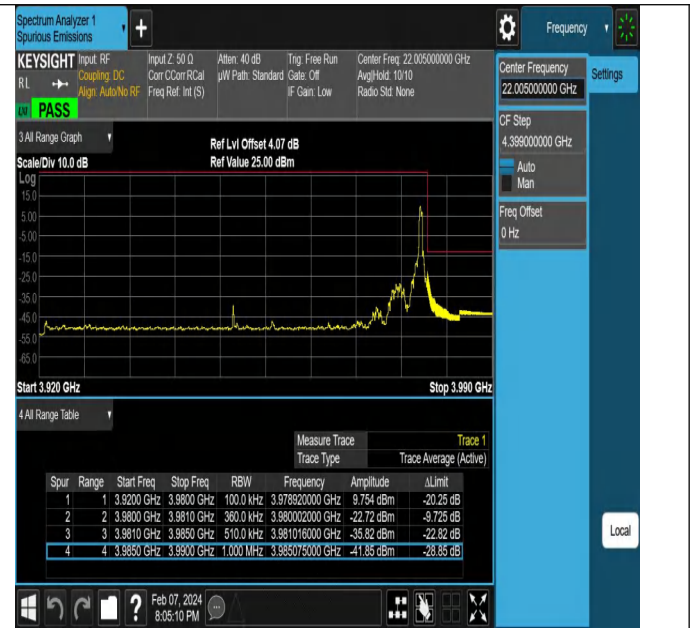 Spectrum Analyzer 1
Spurious Emissions
+
Frequency
KEYSIGHT
RL
Input: RF
Coupling: DC
Align: Auto/No RF
Input Z: 50 Ω
Corr CCorr RCal
Freq Ref: Int (S)
Atten: 40 dB
µW Path: Standard
Trig: Free Run
Gate: Off
IF Gain: Low
Center Freq: 22.005000000 GHz
Avg|Hold: 10/10
Radio Std: None
PASS
Center Frequency
22.005000000 GHz
Settings
CF Step
4.399000000 GHz
Auto
Man
Freq Offset
0 Hz
3 All Range Graph
Scale/Div 10.0 dB
Ref Lvl Offset 4.07 dB
Ref Value 25.00 dBm
Log
15.0
5.00
-5.00
-15.0
-25.0
-35.0
-45.0
-55.0
-65.0
Start 3.920 GHz Stop 3.990 GHz
4 All Range Table
Measure Trace Trace 1
Trace Type Trace Average (Active)
Spur Range Start Freq Stop Freq RBW Frequency Amplitude ΔLimit
1 1 3.9200 GHz 3.9800 GHz 100.0 kHz 3.978920000 GHz 9.754 dBm -20.25 dB
2 2 3.9800 GHz 3.9810 GHz 360.0 kHz 3.980002000 GHz -22.72 dBm -9.725 dB
3 3 3.9810 GHz 3.9850 GHz 510.0 kHz 3.981016000 GHz -35.82 dBm -22.82 dB
4 4 3.9850 GHz 3.9900 GHz 1.000 MHz 3.985075000 GHz -41.85 dBm -28.85 dB
Local
?
Feb 07, 2024
8:05:10 PM